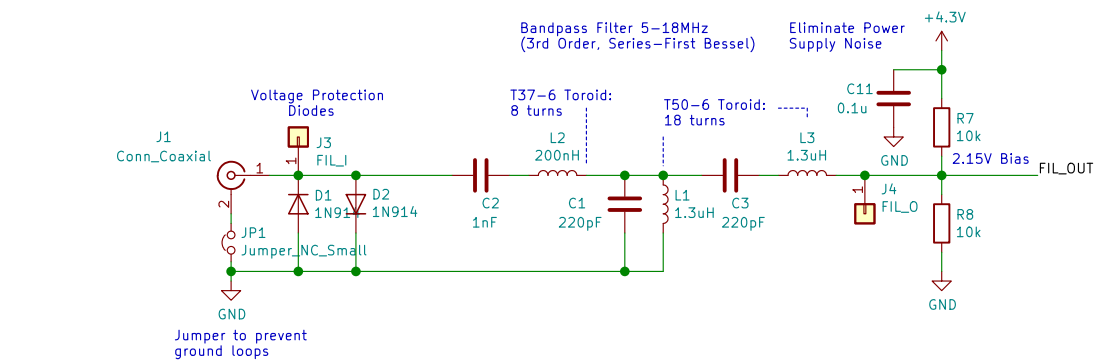 +4.3V
Bandpass Filter 5-18MHz
(3rd Order, Series-First Bessel)
Eliminate Power
Supply Noise
Voltage Protection
Diodes
T37-6 Toroid:
8 turns
T50-6 Toroid:
18 turns
C11
0.1u
GND
R7
10k
2.15V Bias
FIL_OUT
J1
Conn_Coaxial
1
2
J3
FIL_I
1
D1
1N914
D2
1N914
C2
1nF
L2
200nH
C1
220pF
L1
1.3uH
C3
220pF
L3
1.3uH
1
J4
FIL_O
R8
10k
GND
JP1
Jumper_NC_Small
GND
Jumper to prevent
ground loops